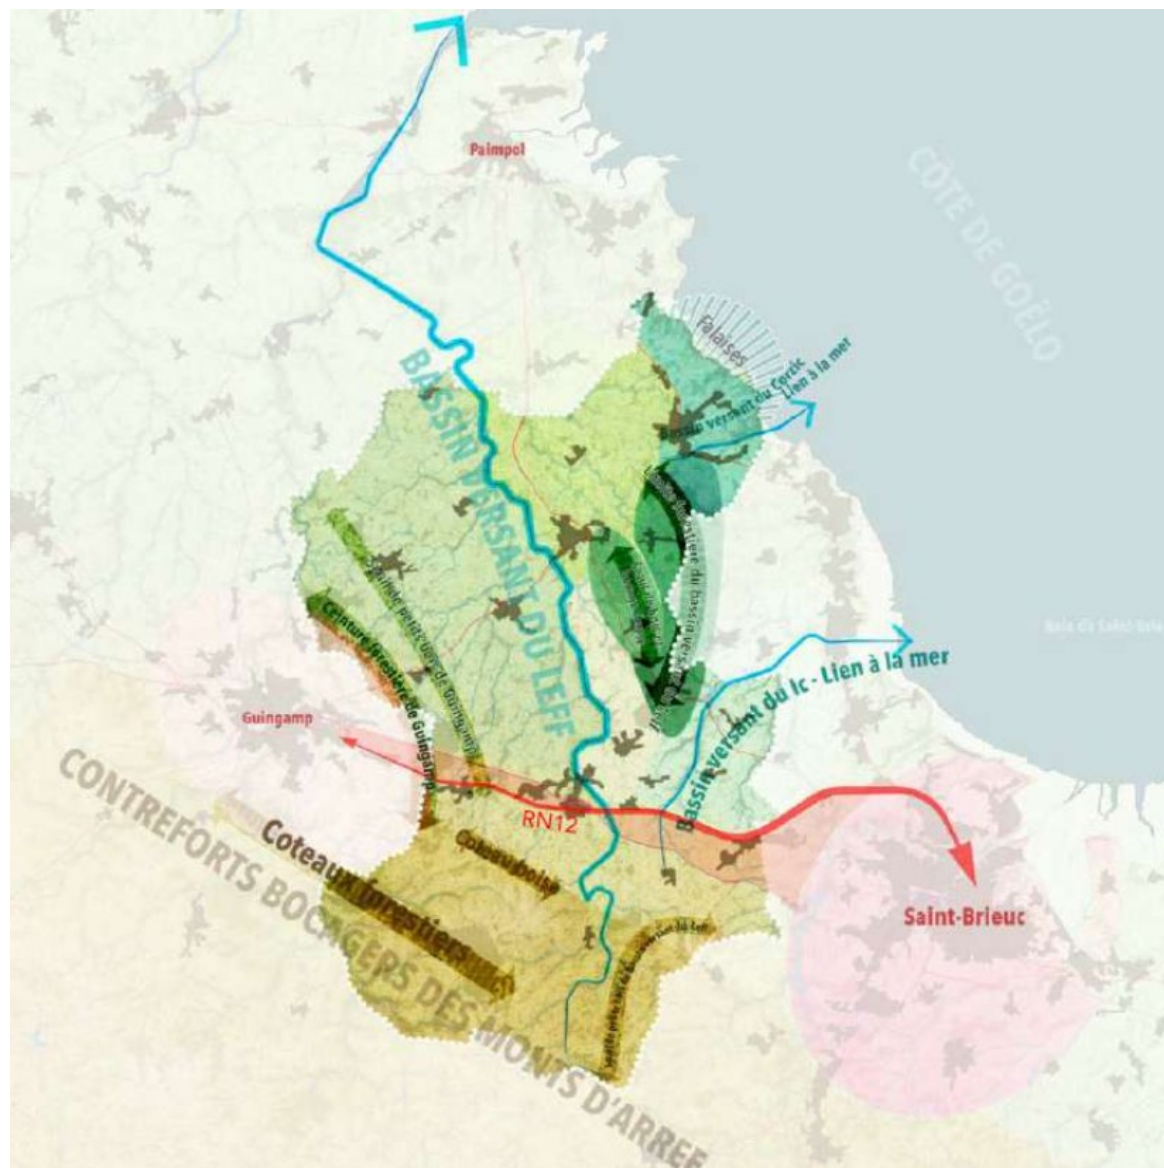 Paimpol
CÔTE DE GOËLO
Falaises
Bassin versant du Corzic
Lien à la mer
BASSIN VERSANT DU LEFF
Ceinture forestière de Guingamp
Guingamp
Bassin versant du Ic - Lien à la mer
RN12
Saint-Brieuc
Coteau boisé
Coteaux forestiers
CONTREFORTS BOCAGERS DES MONTS D'ARREE